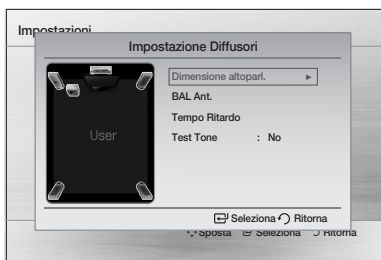 Impostazioni
Impostazione Diffusori
Dimensione altoparl. ►
BAL Ant.
Tempo Ritardo
Test Tone : No
User
Seleziona Ritorna
Sposta Seleziona Ritorna